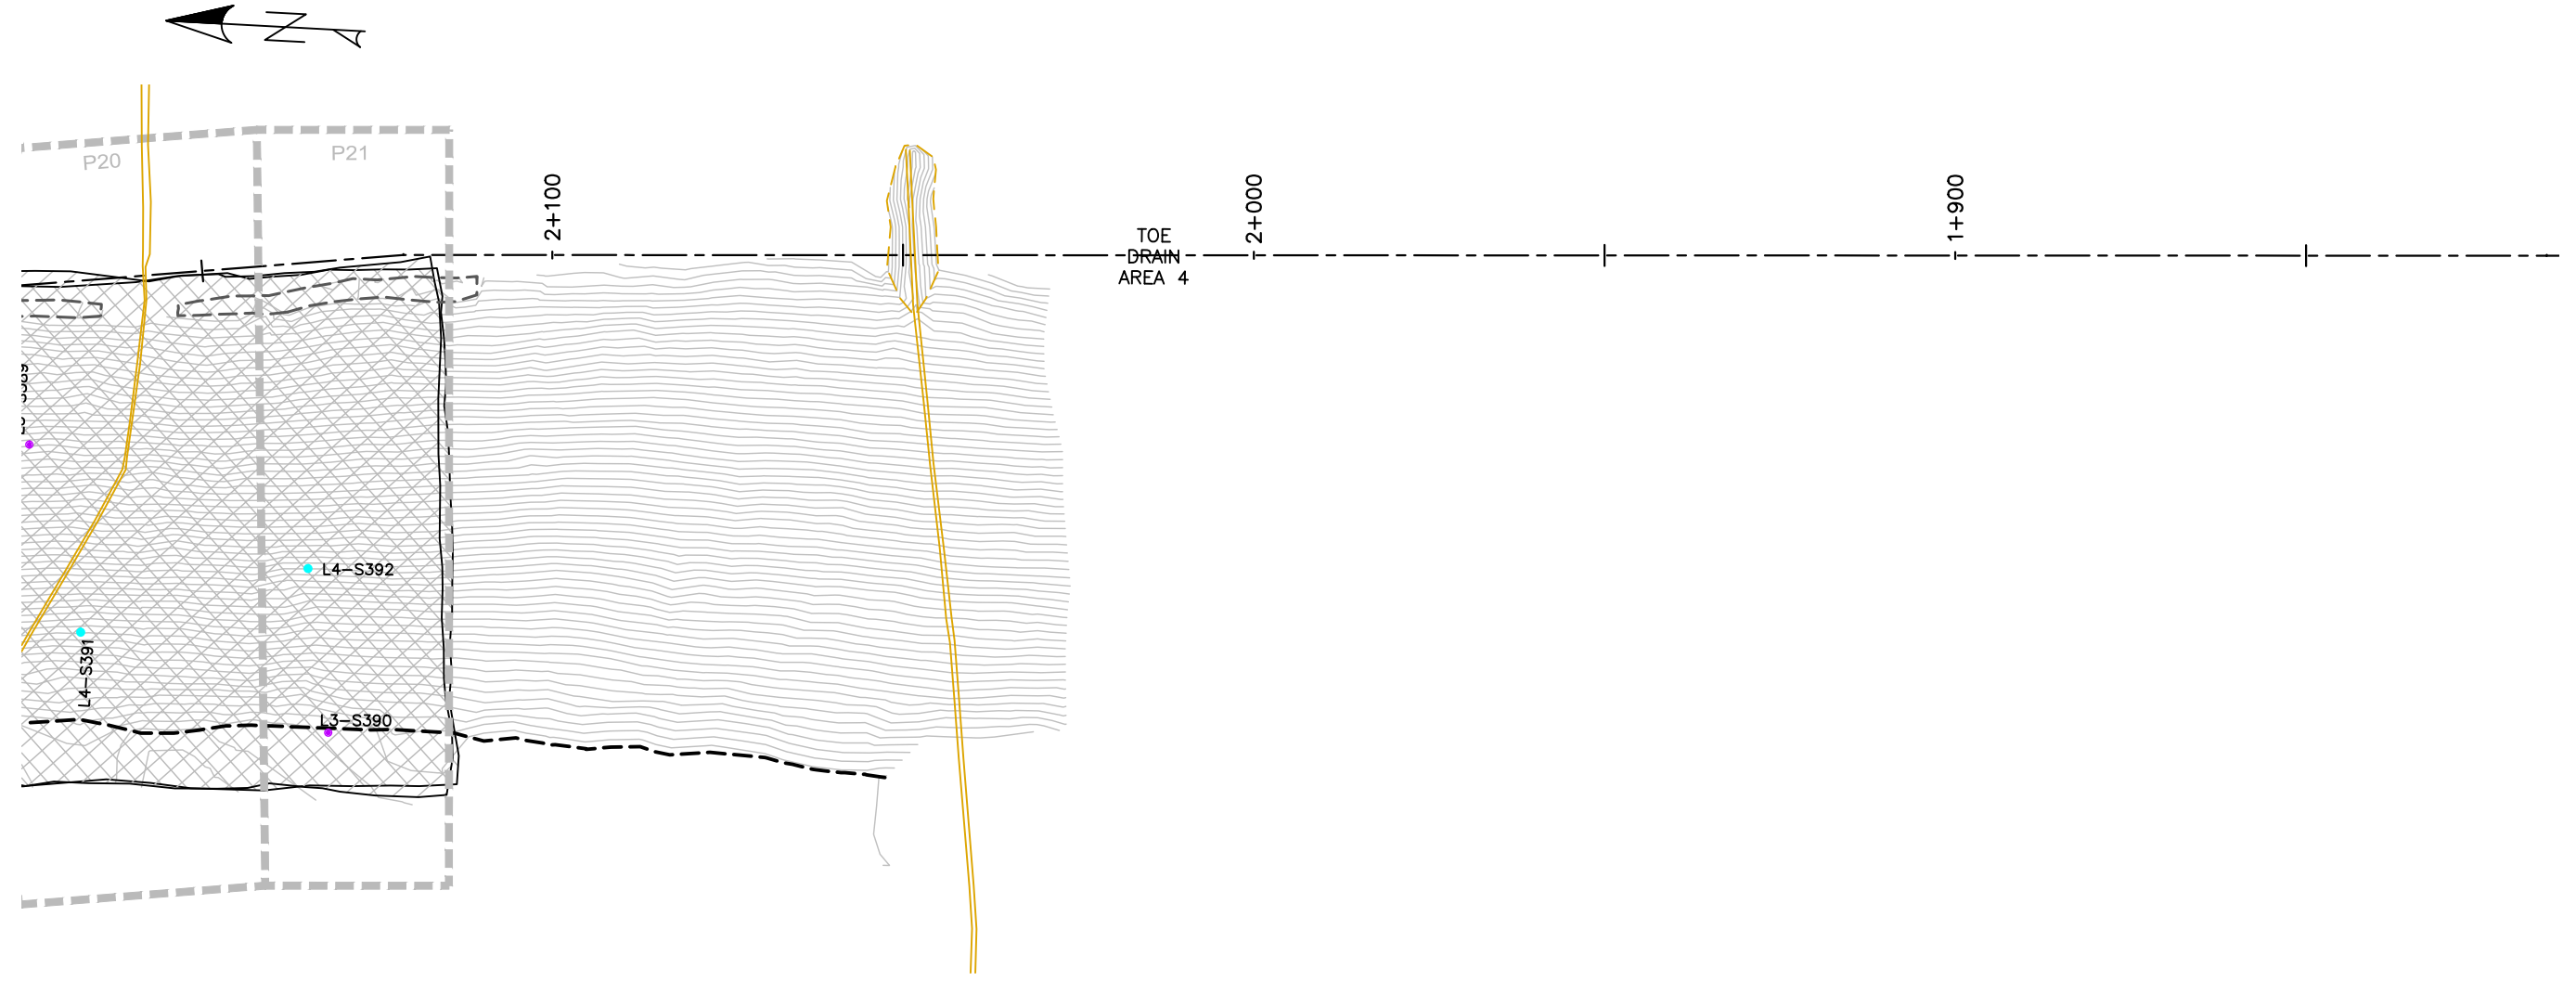 N
P20
P21
2+100
2+000
1+900
TOE
DRAIN
AREA 4
L4-S392
L4-S391
L3-S390